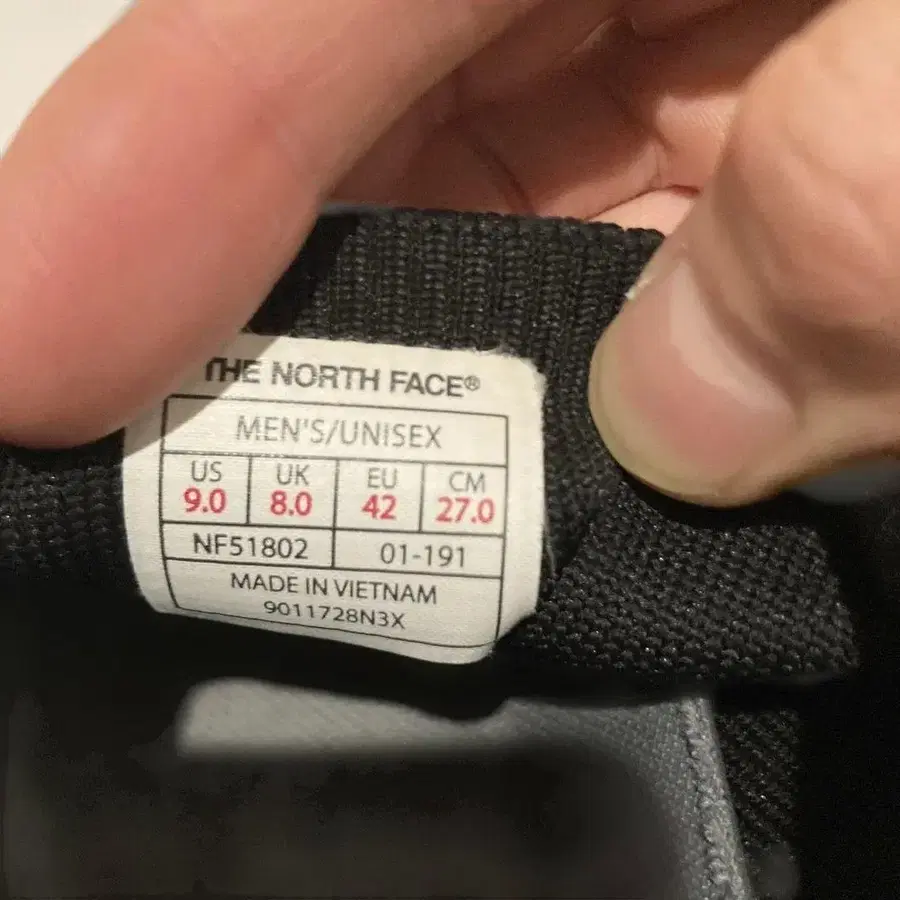 THE NORTH FACE®
MEN'S/UNISEX
US UK EU CM
9.0 8.0 42 27.0
NF51802 01-191
MADE IN VIETNAM
9011728N3X